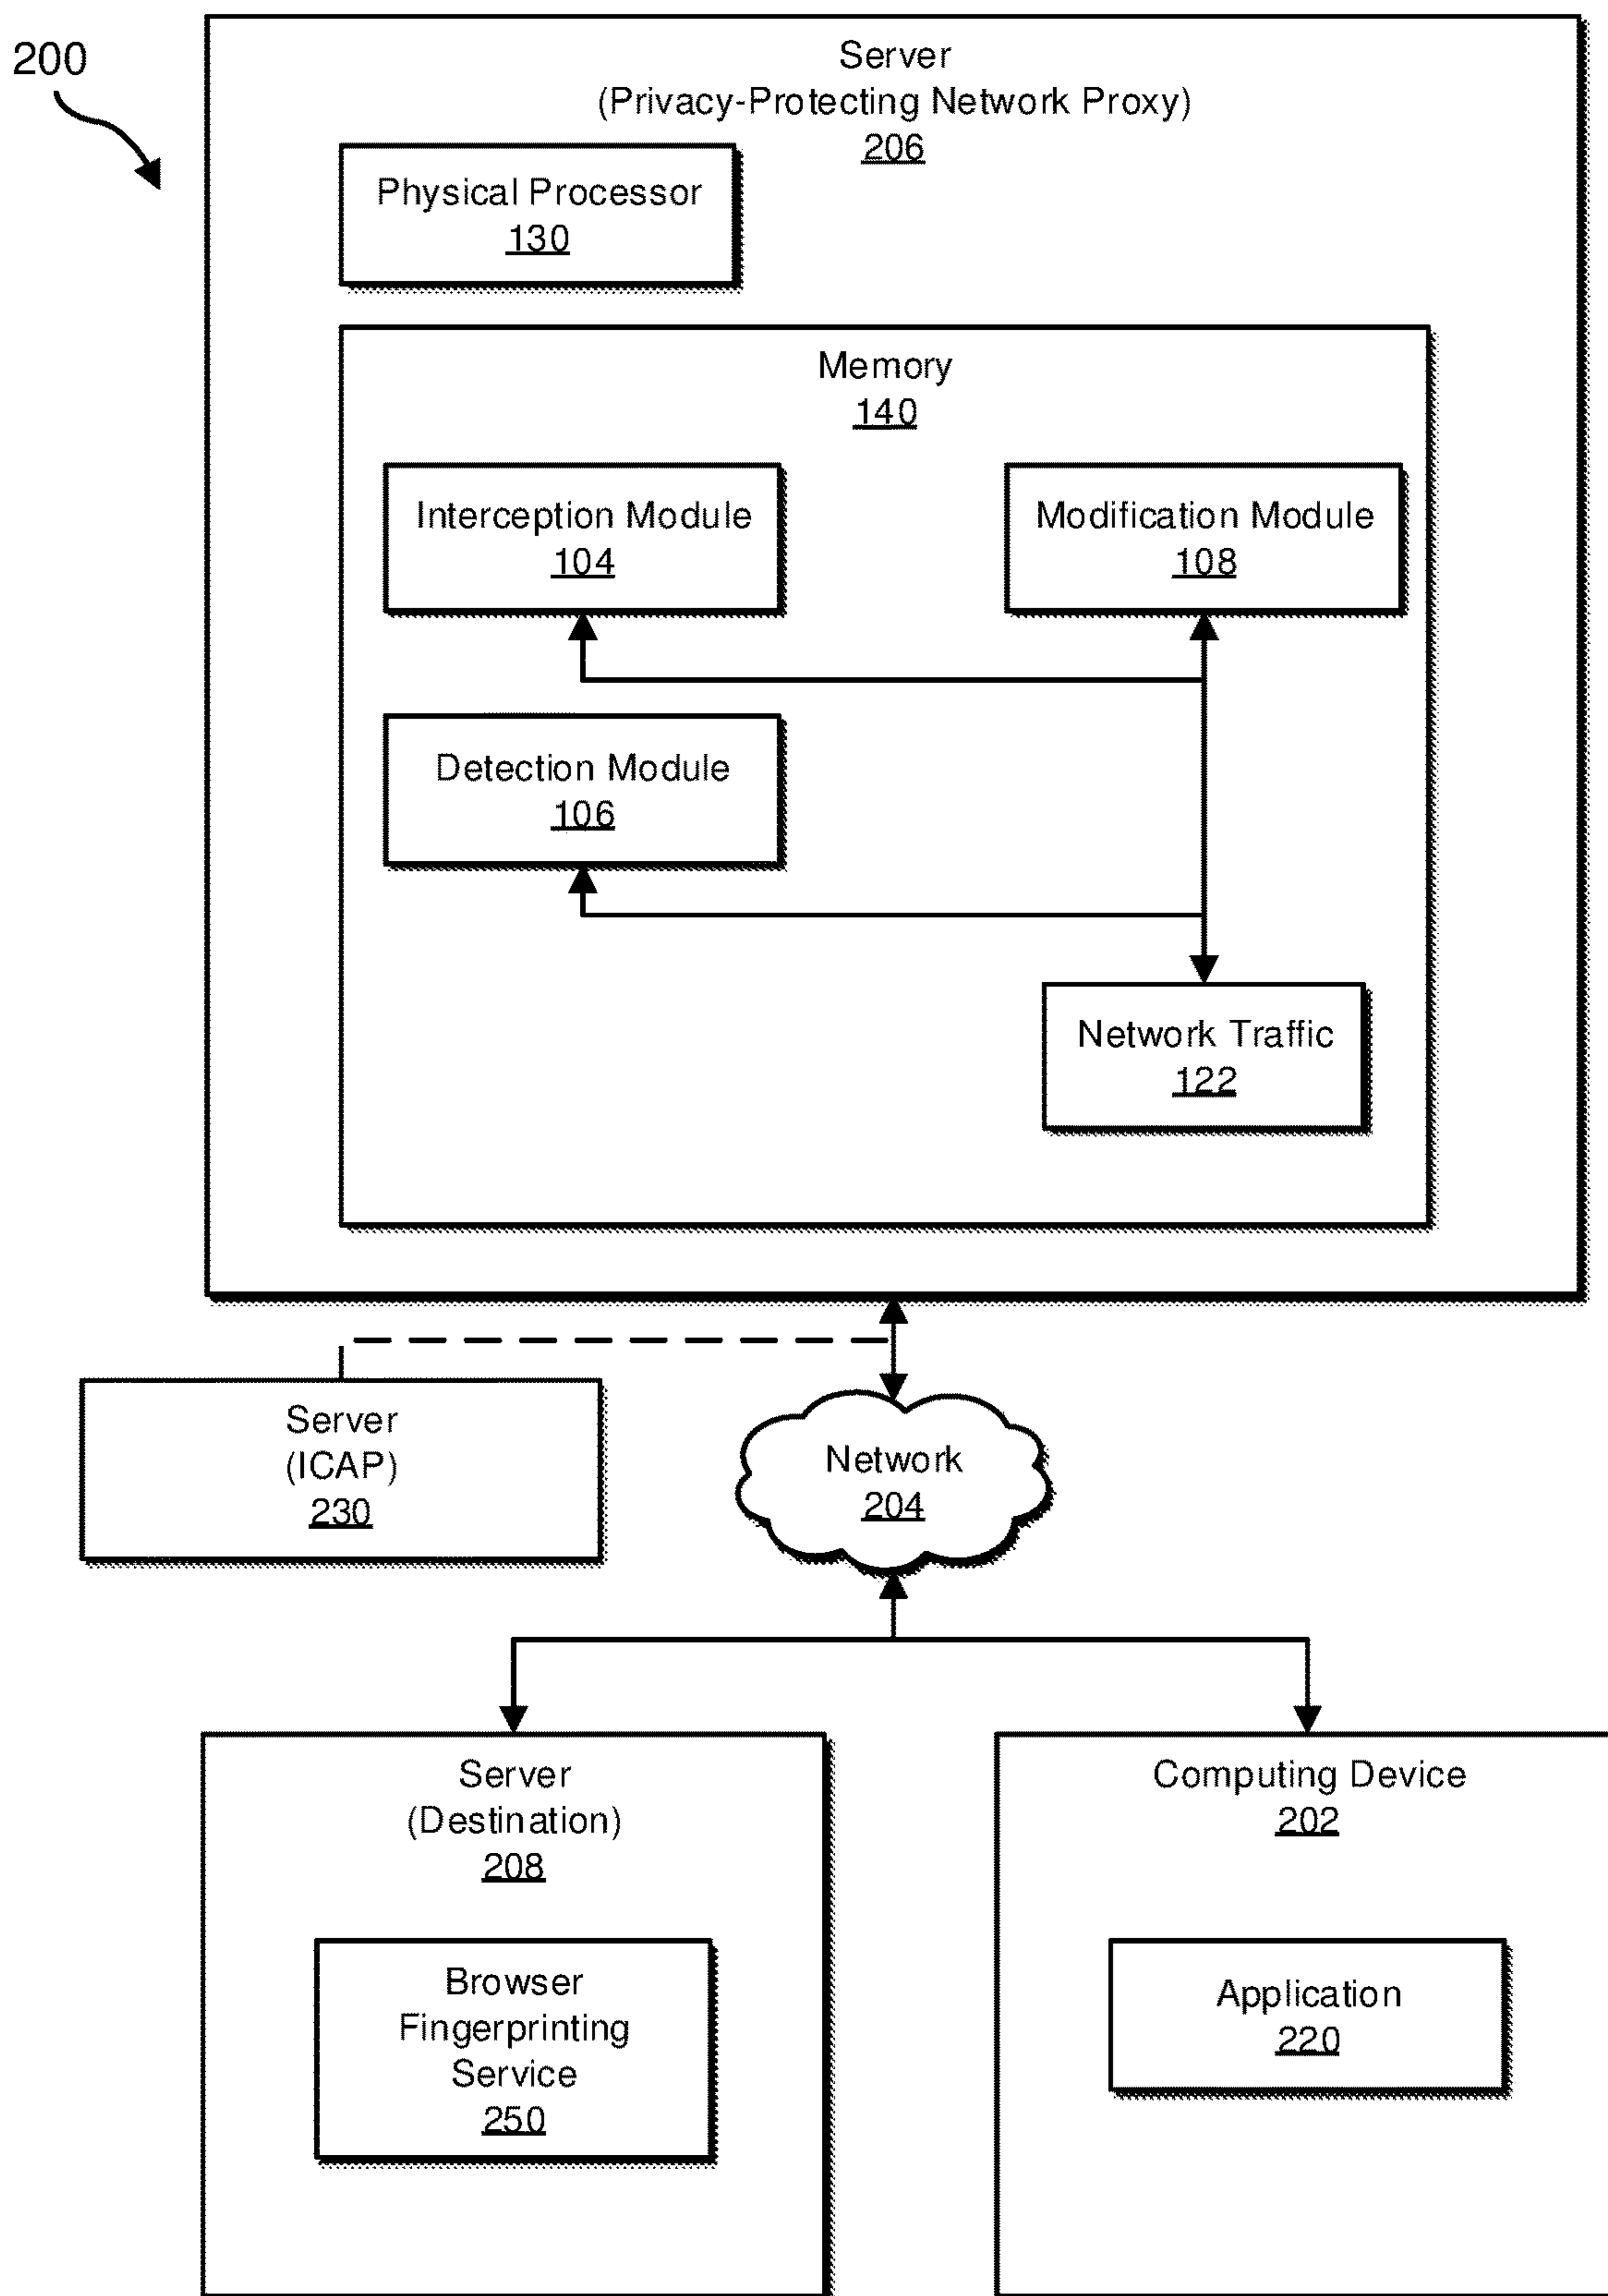 200
Server
(Privacy-Protecting Network Proxy)
206
Physical Processor
130
Memory
140
Interception Module
104
Modification Module
108
Detection Module
106
Network Traffic
122
Server
(ICAP)
230
Network
204
Server
(Destination)
208
Browser
Fingerprinting
Service
250
Computing Device
202
Application
220